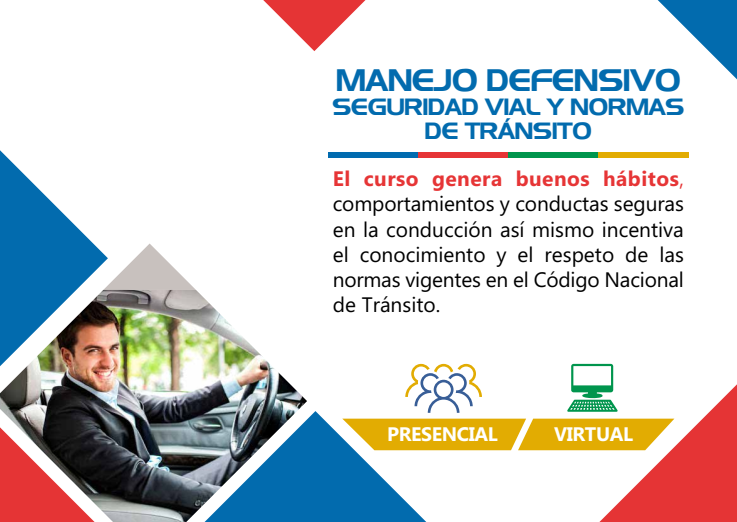 MANEJO DEFENSIVO
SEGURIDAD VIAL Y NORMAS
DE TRÁNSITO
El curso genera buenos hábitos,
comportamientos y conductas seguras
en la conducción así mismo incentiva
el conocimiento y el respeto de las
normas vigentes en el Código Nacional
de Tránsito.
PRESENCIAL
VIRTUAL